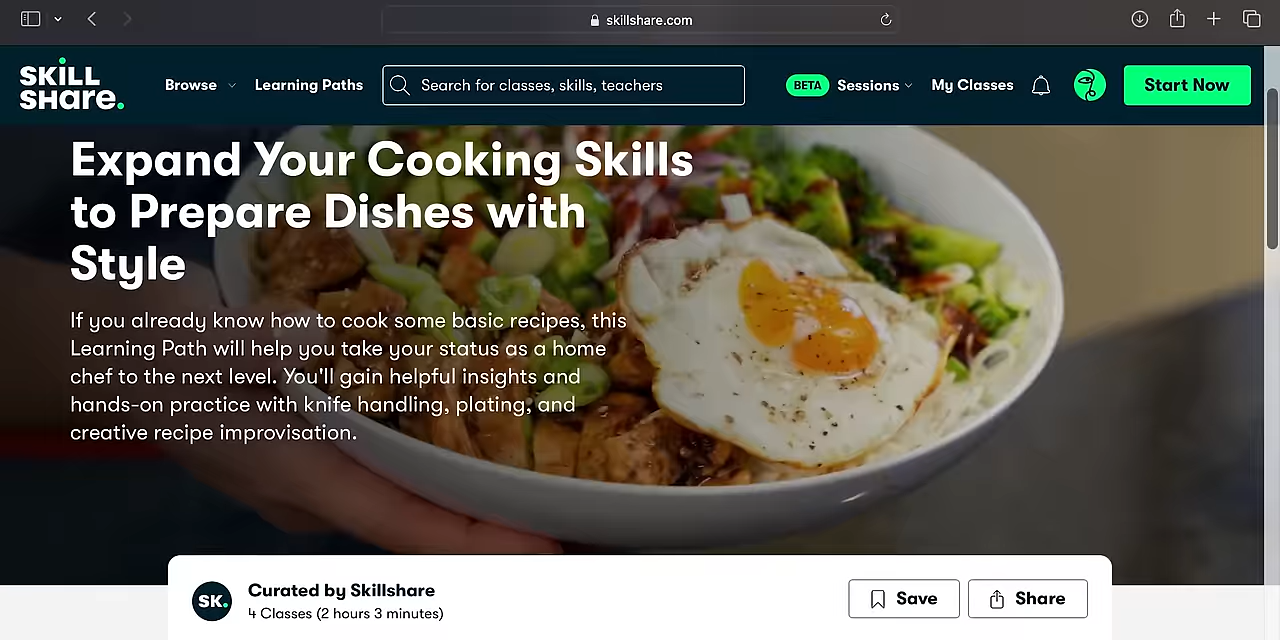 skillshare.com
SKiLL
SHare.
Browse
Learning Paths
Search for classes, skills, teachers
BETA
Sessions
My Classes
Start Now
Expand Your Cooking Skills
to Prepare Dishes with
Style
If you already know how to cook some basic recipes, this
Learning Path will help you take your status as a home
chef to the next level. You'll gain helpful insights and
hands-on practice with knife handling, plating, and
creative recipe improvisation.
SK.
Curated by Skillshare
4 Classes (2 hours 3 minutes)
Save
Share